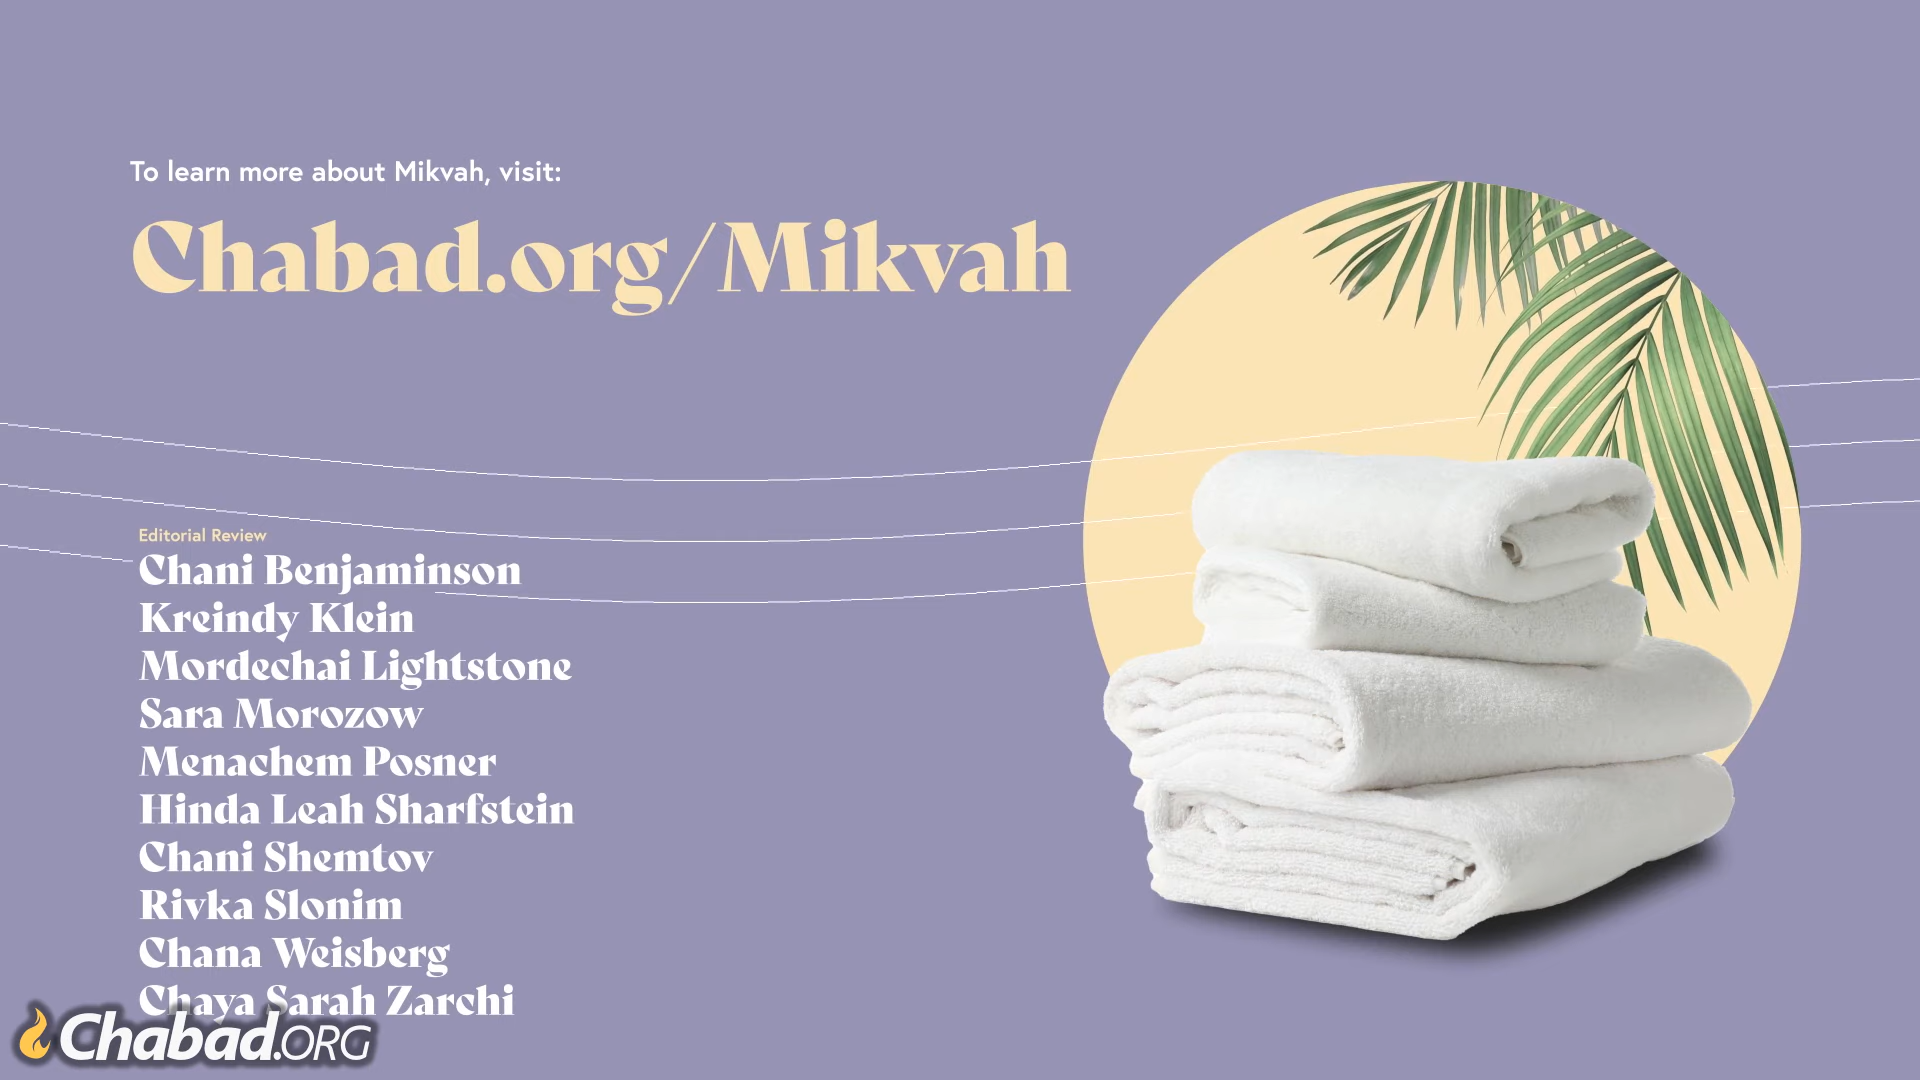 To learn more about Mikvah, visit:
Chabad.org/Mikvah
Editorial Review
Chani Benjaminson
Kreindy Klein
Mordechai Lightstone
Sara Morozow
Menachem Posner
Hinda Leah Sharfstein
Chani Shemtov
Rivka Slonim
Chana Weisberg
Chaya Sarah Zarchi
Chabad.ORG